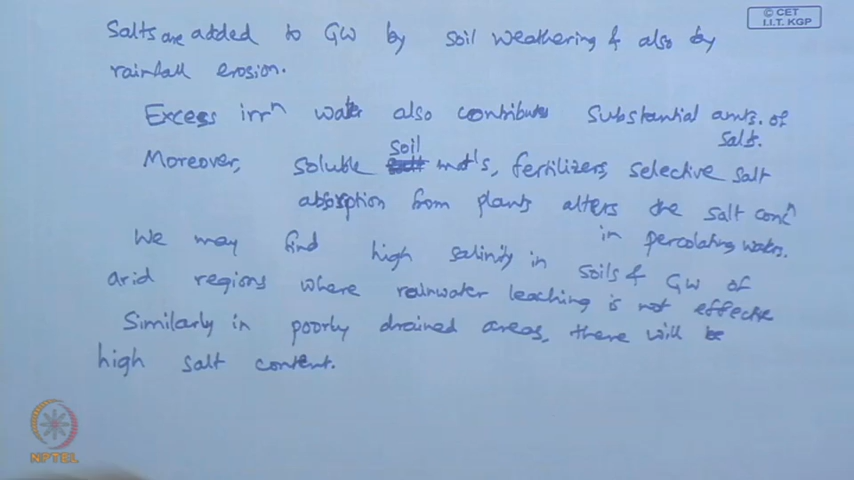 © CET
I.I.T. KGP
Salts are added to GW by soil weathering & also by
rainfall erosion.
Excess irrⁿ water also contributes substantial amts. of
salts.
Moreover, soluble soil mat'ls, fertilizers, selective salt
absorption from plants alters the salt concⁿ
in percolating waters.
We may find high salinity in soils & GW of
arid regions where rainwater leaching is not effective
Similarly in poorly drained areas, there will be
high salt content.
NPTEL